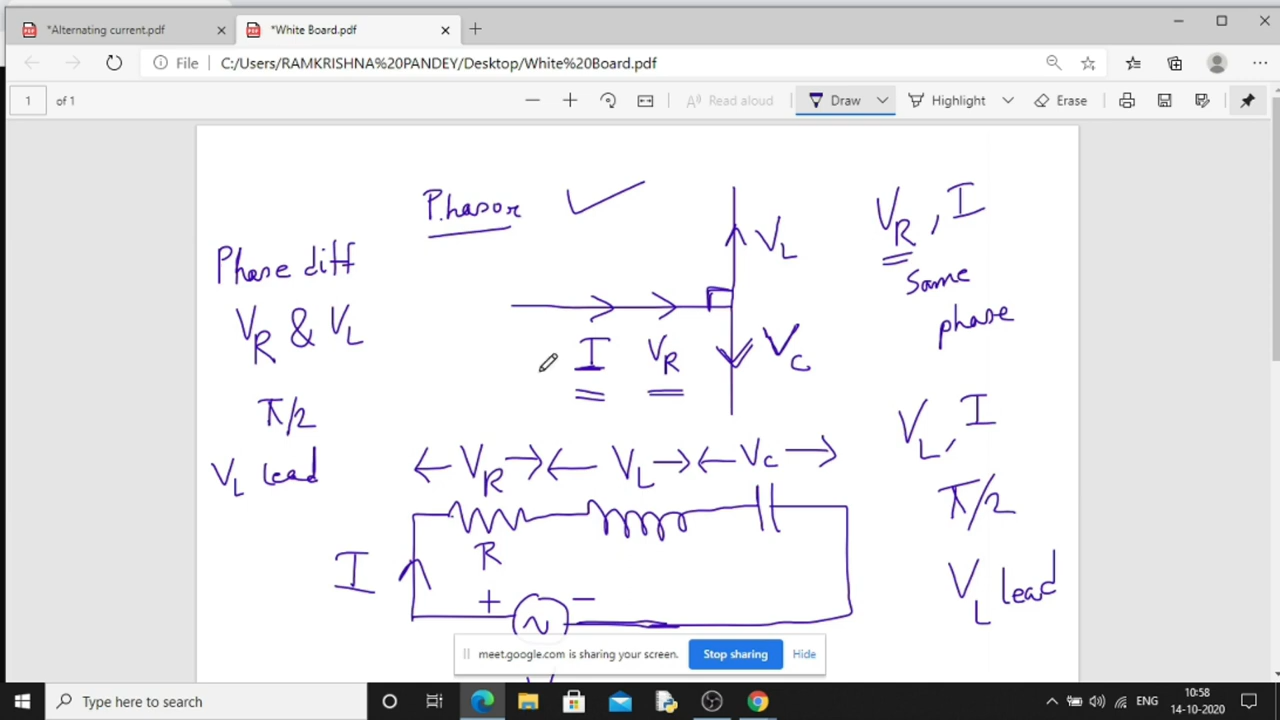 *Alternating current.pdf
*White Board.pdf
File
C:/Users/RAMKRISHNA%20PANDEY/Desktop/White%20Board.pdf
1 of 1
Read aloud
Draw
Highlight
Erase
Phasor
VL
VR, I
Same
phase
Phase diff
VR & VL
π/2
VL lead
I VR
VC
VL, I
π/2
VL lead
VR VL VC
R
I
+ −
~
meet.google.com is sharing your screen.
Stop sharing
Hide
Type here to search
ENG
10:58
14-10-2020